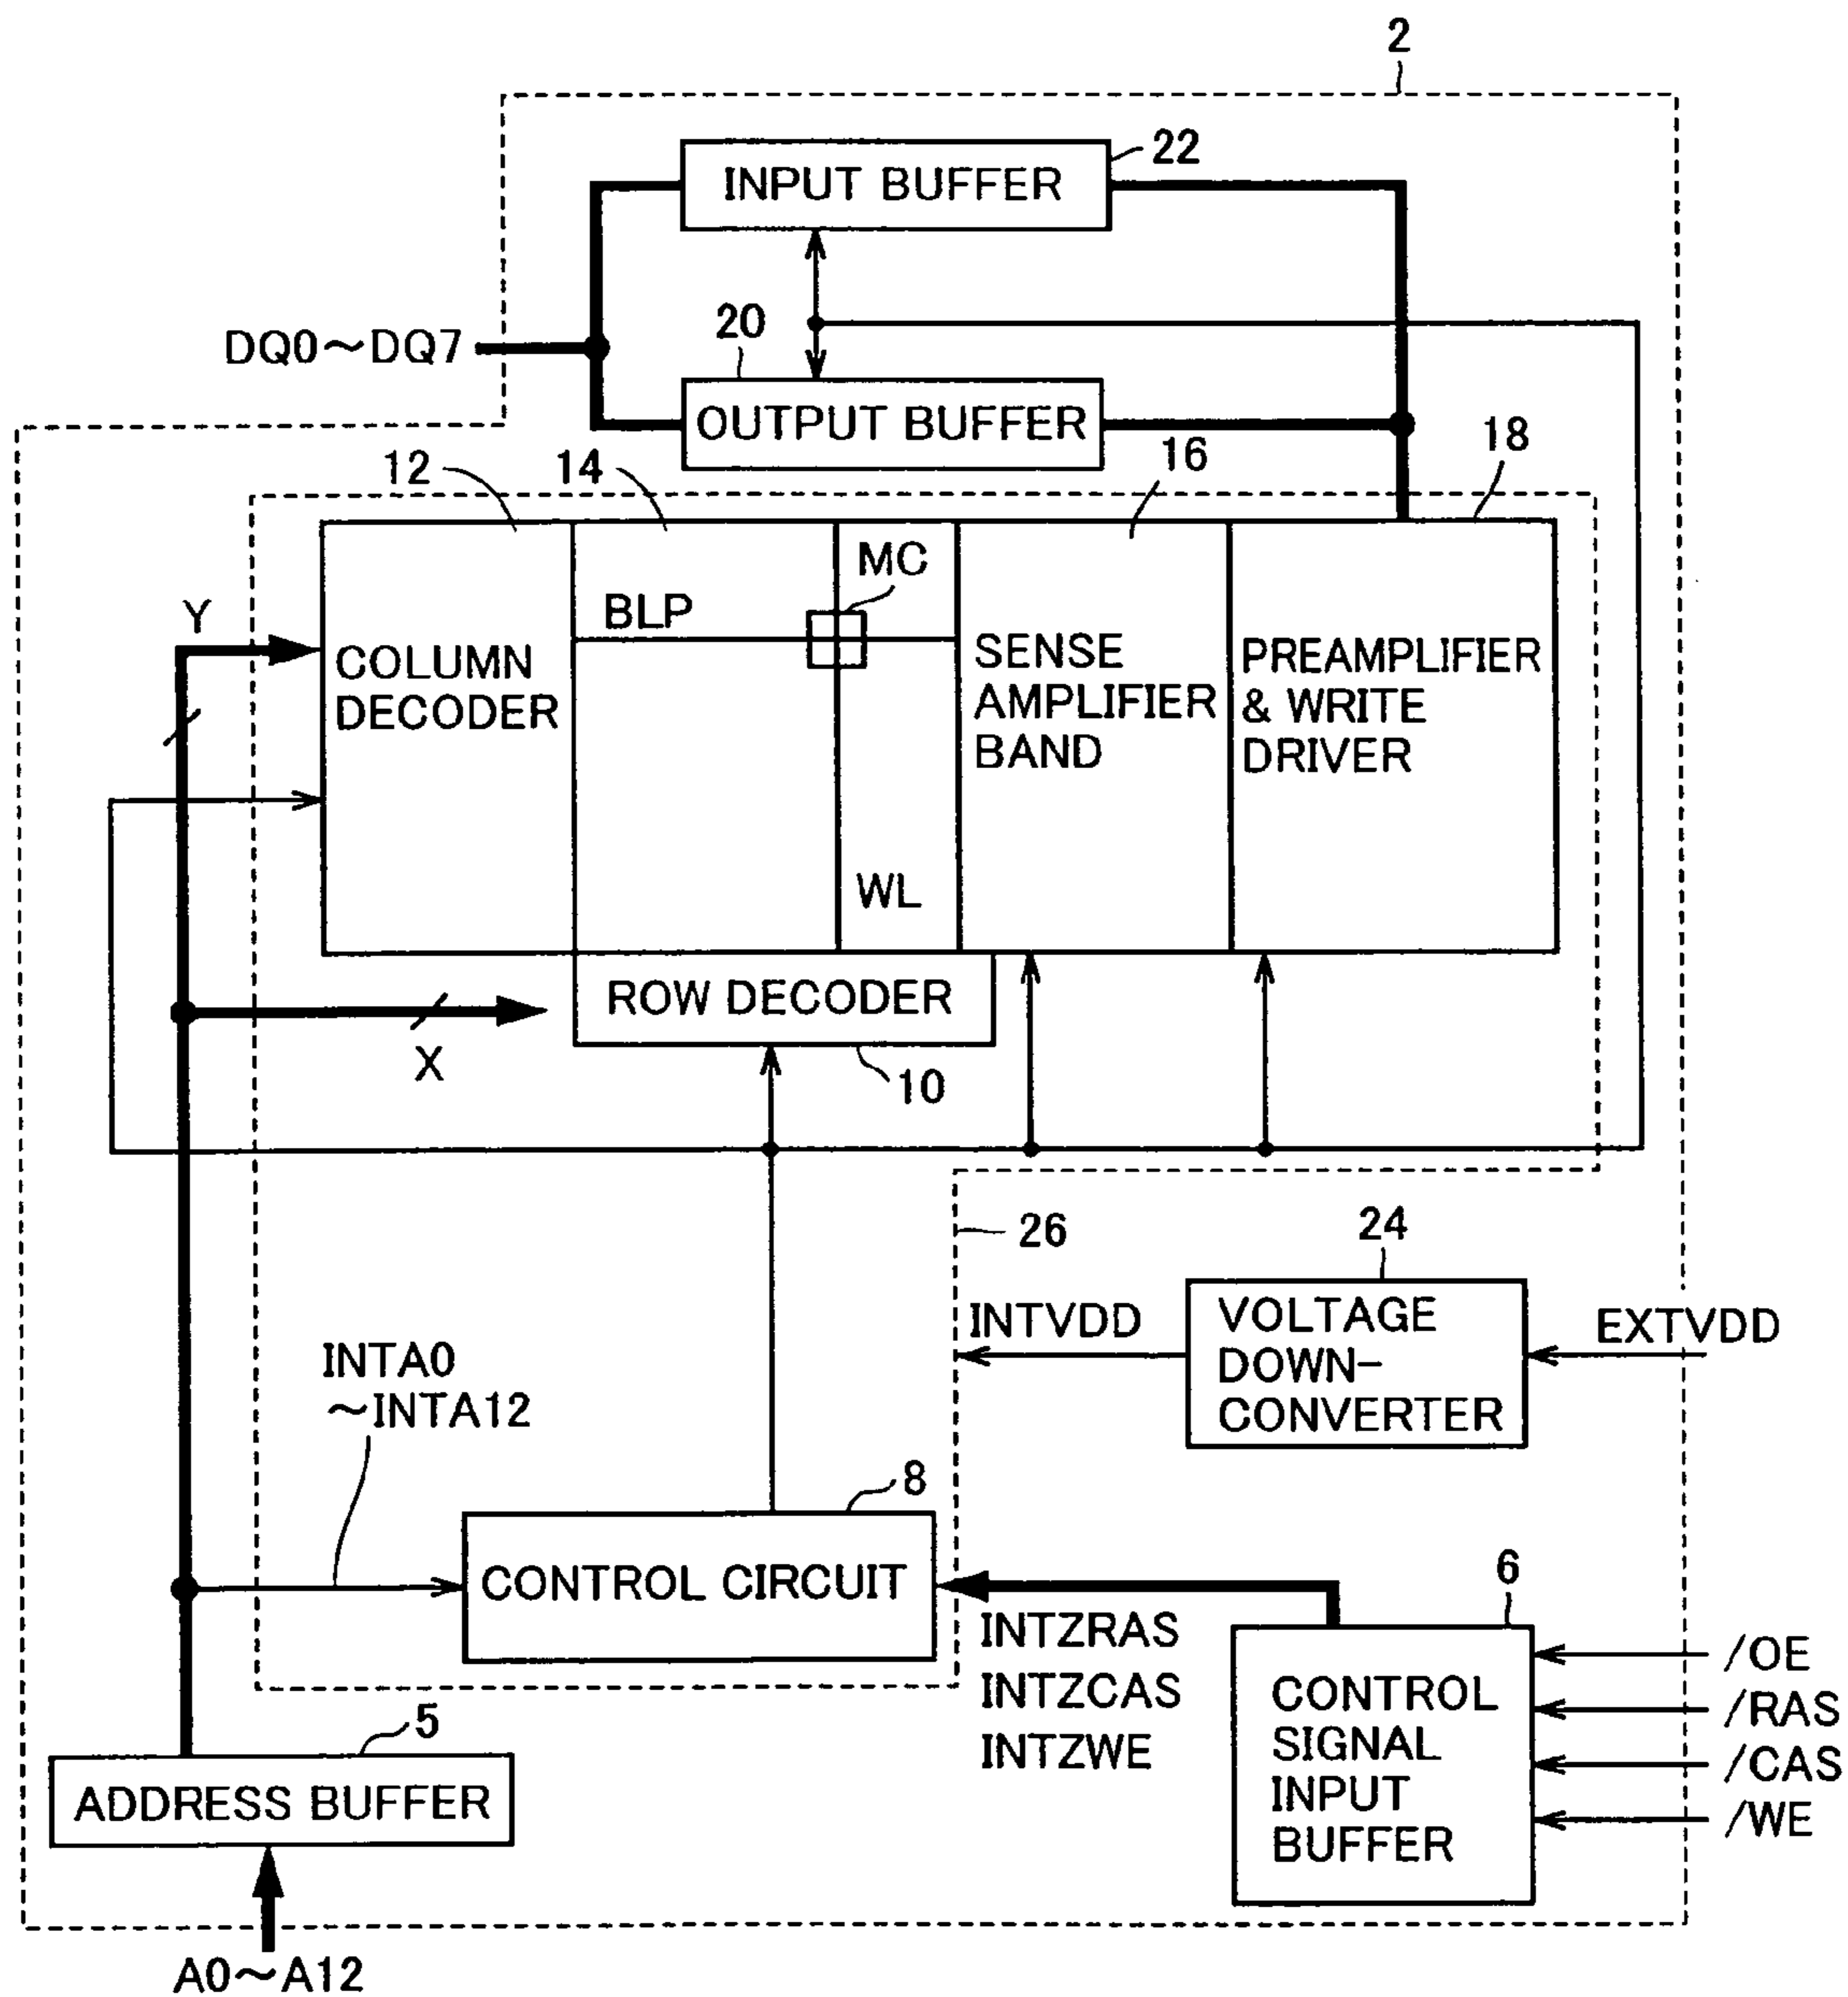 2
INPUT BUFFER
22
DQ0~DQ7
20
OUTPUT BUFFER
12
14
16
18
MC
BLP
Y
COLUMN
DECODER
SENSE
AMPLIFIER
BAND
PREAMPLIFIER
& WRITE
DRIVER
WL
ROW DECODER
X
10
26
24
INTVDD
VOLTAGE
DOWN-
CONVERTER
EXTVDD
INTA0
~INTA12
8
CONTROL CIRCUIT
6
INTZRAS
INTZCAS
INTZWE
CONTROL
SIGNAL
INPUT
BUFFER
/OE
/RAS
/CAS
/WE
5
ADDRESS BUFFER
A0~A12